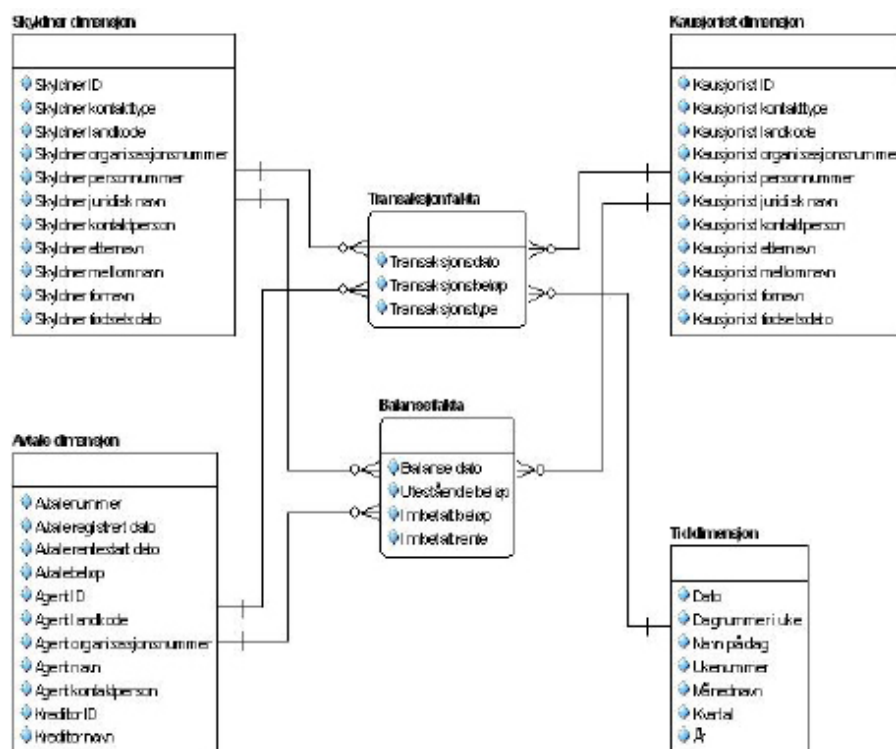 Skyldner dimensjon
Skyldner ID
Skyldner kontakttype
Skyldner landkode
Skyldner organisasjonsnummer
Skyldner personnummer
Skyldner juridisk navn
Skyldner kontaktperson
Skyldner etternavn
Skyldner mellomnavn
Skyldner fornavn
Skyldner fødselsdato
Kausjonist dimensjon
Kausjonist ID
Kausjonist kontakttype
Kausjonist landkode
Kausjonist organisasjonsnummer
Kausjonist personnummer
Kausjonist juridisk navn
Kausjonist kontaktperson
Kausjonist etternavn
Kausjonist mellomnavn
Kausjonist fornavn
Kausjonist fødselsdato
Transaksjonfakta
Transaksjonsdato
Transaksjonsbeløp
Transaksjonstype
Balansefakta
Balanse dato
Utestående beløp
Innbetalt beløp
Innbetalt rente
Avtale dimensjon
Avtalenummer
Avtaleregistrert dato
Avtalerentestart dato
Avtalebeløp
Agent ID
Agent landkode
Agent organisasjonsnummer
Agent navn
Agent kontaktperson
Kreditor ID
Kreditor navn
Tiddimensjon
Dato
Dagnummer i uke
Navn på dag
Ukenummer
Månednavn
Kvartal
År